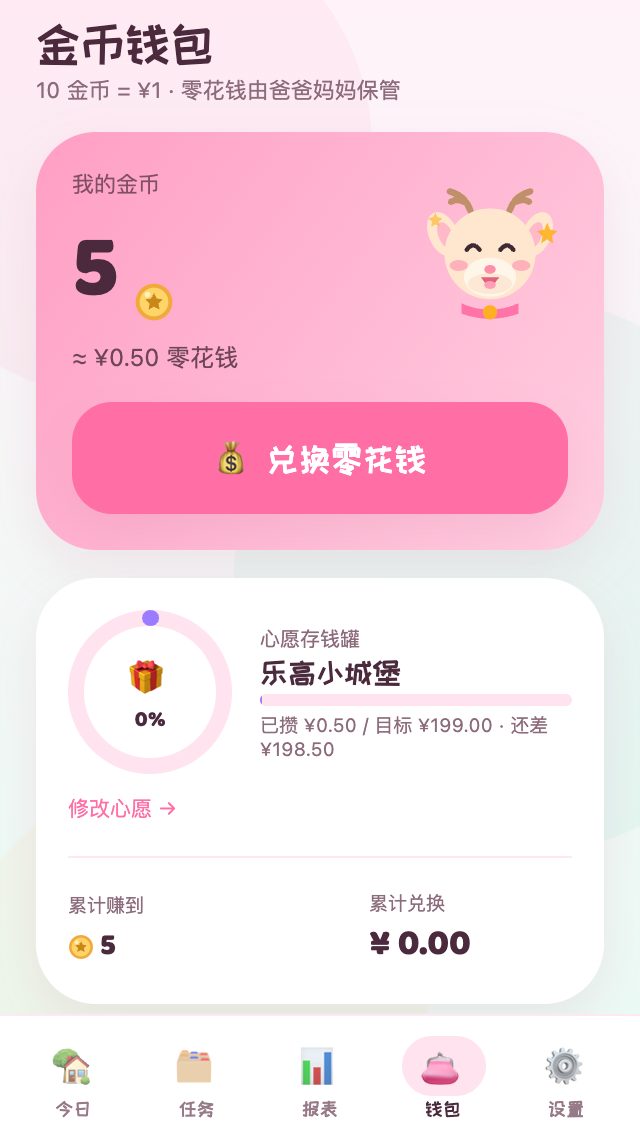 金币钱包
10 金币 = ¥1 · 零花钱由爸爸妈妈保管
我的金币
5
≈ ¥0.50 零花钱
兑换零花钱
0%
心愿存钱罐
乐高小城堡
已攒 ¥0.50 / 目标 ¥199.00 · 还差
¥198.50
修改心愿 →
累计赚到
5
累计兑换
¥ 0.00
今日
任务
报表
钱包
设置